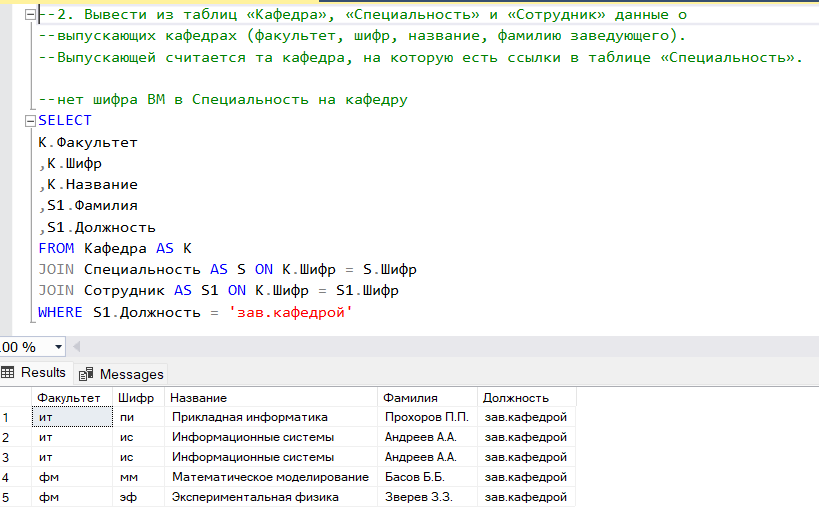 --2. Вывести из таблиц «Кафедра», «Специальность» и «Сотрудник» данные о
--выпускающих кафедрах (факультет, шифр, название, фамилию заведующего).
--Выпускающей считается та кафедра, на которую есть ссылки в таблице «Специальность».
--нет шифра ВМ в Специальность на кафедру
SELECT
К.Факультет
,К.Шифр
,К.Название
,S1.Фамилия
,S1.Должность
FROM Кафедра AS K
JOIN Специальность AS S ON K.Шифр = S.Шифр
JOIN Сотрудник AS S1 ON K.Шифр = S1.Шифр
WHERE S1.Должность = 'зав.кафедрой'
.00 %
Results Messages
Факультет Шифр Название Фамилия Должность
1 ит пи Прикладная информатика Прохоров П.П. зав.кафедрой
2 ит ис Информационные системы Андреев А.А. зав.кафедрой
3 ит ис Информационные системы Андреев А.А. зав.кафедрой
4 фм мм Математическое моделирование Басов Б.Б. зав.кафедрой
5 фм эф Экспериментальная физика Зверев З.З. зав.кафедрой